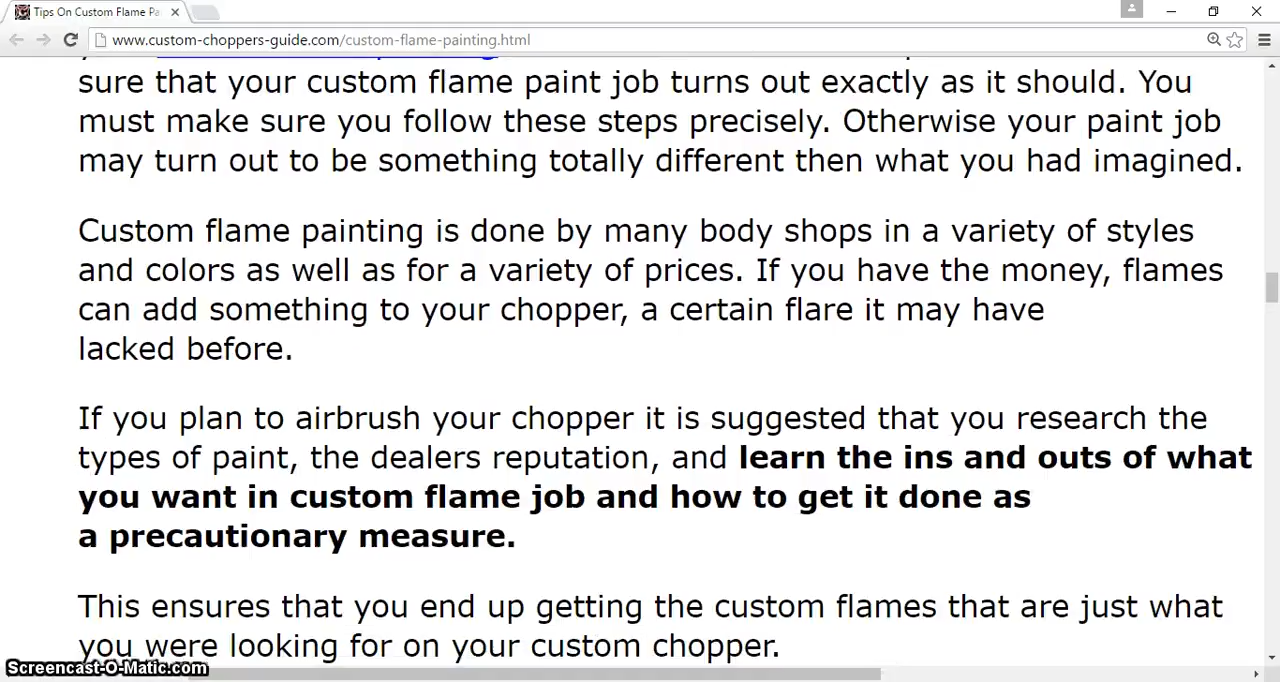 Tips On Custom Flame Pa
www.custom-choppers-guide.com/custom-flame-painting.html
sure that your custom flame paint job turns out exactly as it should. You
must make sure you follow these steps precisely. Otherwise your paint job
may turn out to be something totally different then what you had imagined.
Custom flame painting is done by many body shops in a variety of styles
and colors as well as for a variety of prices. If you have the money, flames
can add something to your chopper, a certain flare it may have
lacked before.
If you plan to airbrush your chopper it is suggested that you research the
types of paint, the dealers reputation, and learn the ins and outs of what
you want in custom flame job and how to get it done as
a precautionary measure.
This ensures that you end up getting the custom flames that are just what
you were looking for on your custom chopper.
Screencast-O-Matic.com